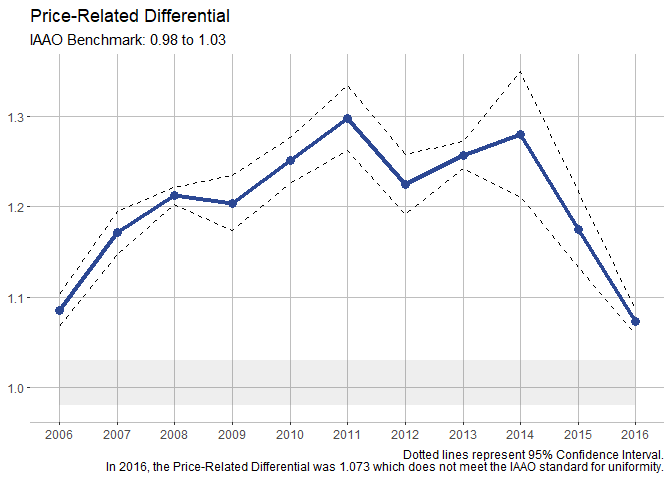 Price-Related Differential
IAAO Benchmark: 0.98 to 1.03
1.3
1.2
1.1
1.0
2006 2007 2008 2009 2010 2011 2012 2013 2014 2015 2016
Dotted lines represent 95% Confidence Interval.
In 2016, the Price-Related Differential was 1.073 which does not meet the IAAO standard for uniformity.